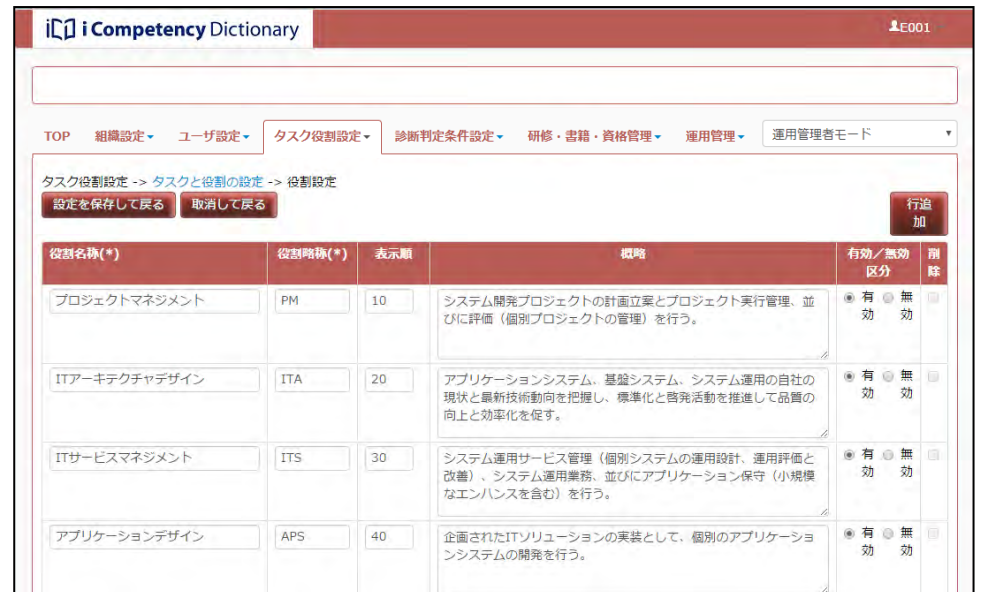 iCD i Competency Dictionary
E001
TOP 組織設定 ユーザ設定 タスク役割設定 診断判定条件設定 研修・書籍・資格管理 運用管理 運用管理者モード
タスク役割設定 -> タスクと役割の設定 -> 役割設定
設定を保存して戻る 取消して戻る
行追
加
役割名称(*) 役割略称(*) 表示順 概略 有効／無効
区分 削
除
プロジェクトマネジメント PM 10
システム開発プロジェクトの計画立案とプロジェクト実行管理、並
びに評価（個別プロジェクトの管理）を行う。
有 無
効 効
ITアーキテクチャデザイン ITA 20
アプリケーションシステム、基盤システム、システム運用の自社の
現状と最新技術動向を把握し、標準化と啓発活動を推進して品質の
向上と効率化を促す。
有 無
効 効
ITサービスマネジメント ITS 30
システム運用サービス管理（個別システムの運用設計、運用評価と
改善）、システム運用業務、並びにアプリケーション保守（小規模
なエンハンスを含む）を行う。
有 無
効 効
アプリケーションデザイン APS 40
企画されたITソリューションの実装として、個別のアプリケーショ
ンシステムの開発を行う。
有 無
効 効